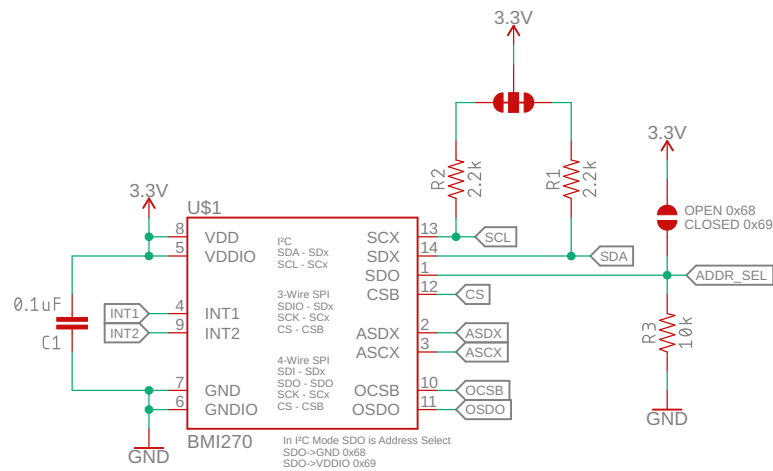 3.3V
R2
2.2k
R1
2.2k
3.3V
OPEN 0x68
CLOSED 0x69
3.3V
U$1
8 VDD
5 VDDIO
I²C
SDA - SDx
SCL - SCx
SCX 13 SCL
SDX 14 SDA
SDO 1 ADDR_SEL
CSB 12 CS
0.1uF
C1
INT1 4 INT1
INT2 9 INT2
3-Wire SPI
SDIO - SDx
SCK - SCx
CS - CSB
ASDX 2 ASDX
ASCX 3 ASCX
R3
10k
4-Wire SPI
SDI - SDx
SDO - SDO
SCK - SCx
CS - CSB
7 GND
6 GNDIO
OCSB 10 OCSB
OSDO 11 OSDO
GND
GND
BMI270
In I²C Mode SDO is Address Select
SDO->GND 0x68
SDO->VDDIO 0x69